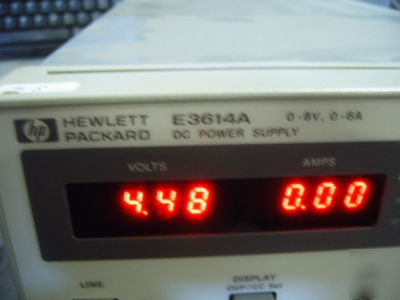 hp HEWLETT PACKARD E3614A 0-8V, 0-6A
DC POWER SUPPLY
VOLTS AMPS
4.48 0.00
LINE DISPLAY
OVP/CC Set